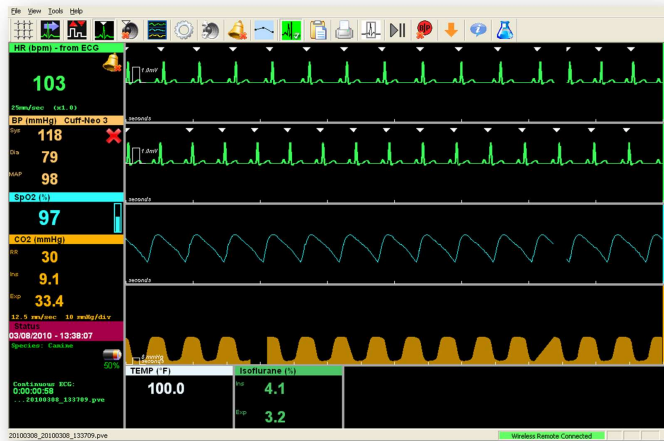 File View Tools Help
HR (bpm) - from ECG
103
25mm/sec (x1.0)
1.0mV
seconds
BP (mmHg) Cuff-Neo 3
Sys 118
Dia 79
MAP 98
1.0mV
seconds
SpO2 (%)
97
seconds
CO2 (mmHg)
RR 30
Ins 9.1
Exp 33.4
12.5 mm/sec 10 mmHg/div
seconds
Status
03/08/2010 - 13:38:07
Species: Canine
50%
Continuous ECG:
0:00:00:58
...20100308_133709.pve
TEMP (°F)
100.0
Isoflurane (%)
Ins 4.1
Exp 3.2
20100308_20100308_133709.pve
Wireless Remote Connected